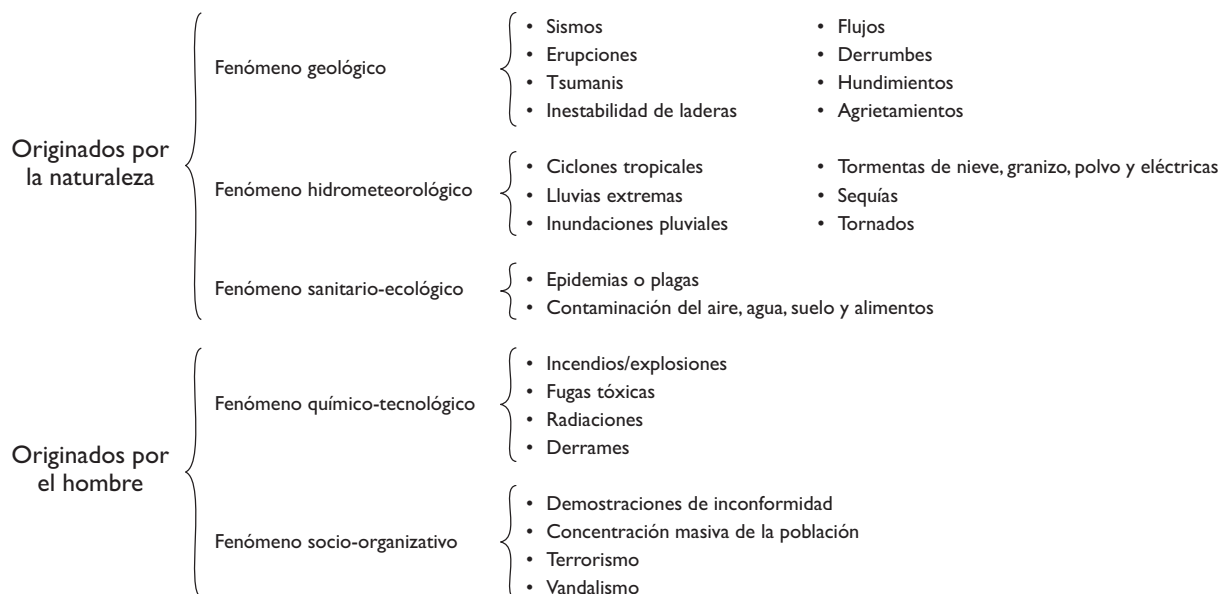 Originados por
la naturaleza
Fenómeno geológico
• Sismos
• Erupciones
• Tsumanis
• Inestabilidad de laderas
• Flujos
• Derrumbes
• Hundimientos
• Agrietamientos
Fenómeno hidrometeorológico
• Ciclones tropicales
• Lluvias extremas
• Inundaciones pluviales
• Tormentas de nieve, granizo, polvo y eléctricas
• Sequías
• Tornados
Fenómeno sanitario-ecológico
• Epidemias o plagas
• Contaminación del aire, agua, suelo y alimentos
Originados por
el hombre
Fenómeno químico-tecnológico
• Incendios/explosiones
• Fugas tóxicas
• Radiaciones
• Derrames
Fenómeno socio-organizativo
• Demostraciones de inconformidad
• Concentración masiva de la población
• Terrorismo
• Vandalismo